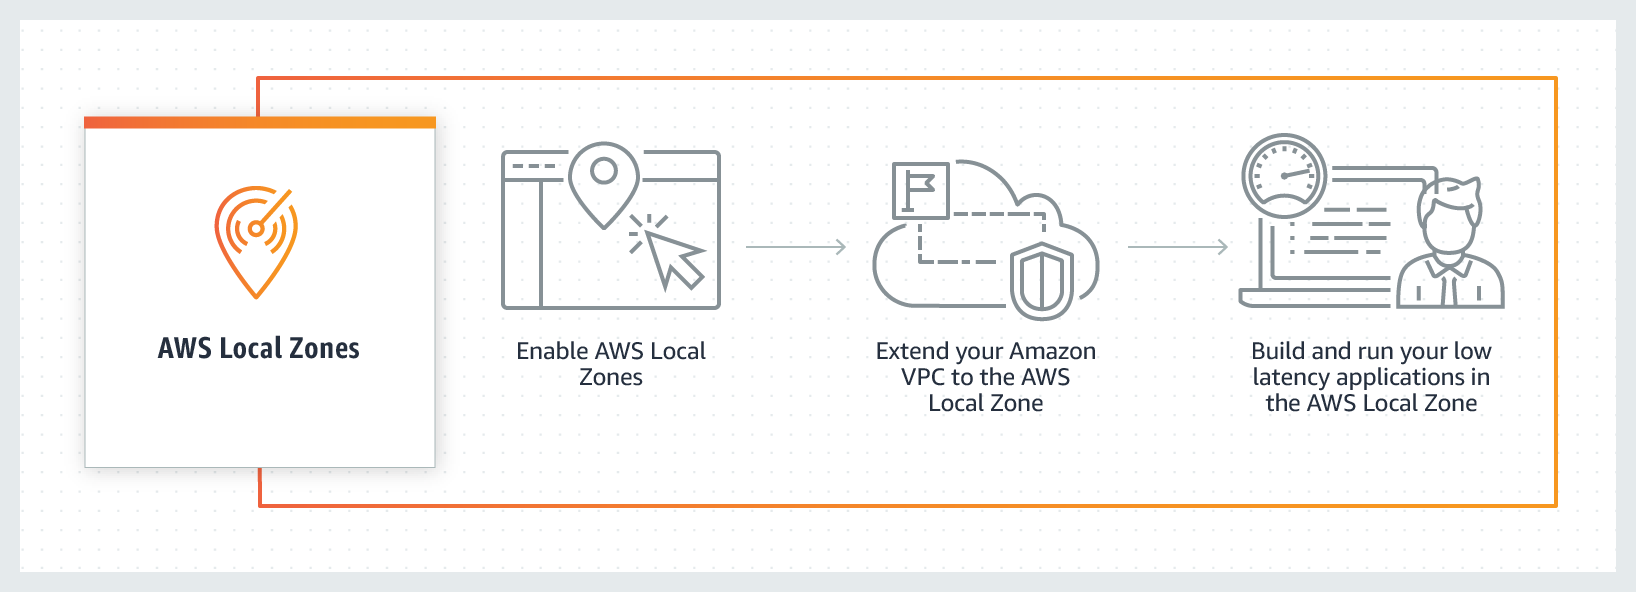 AWS Local Zones
Enable AWS Local
Zones
Extend your Amazon
VPC to the AWS
Local Zone
Build and run your low
latency applications in
the AWS Local Zone